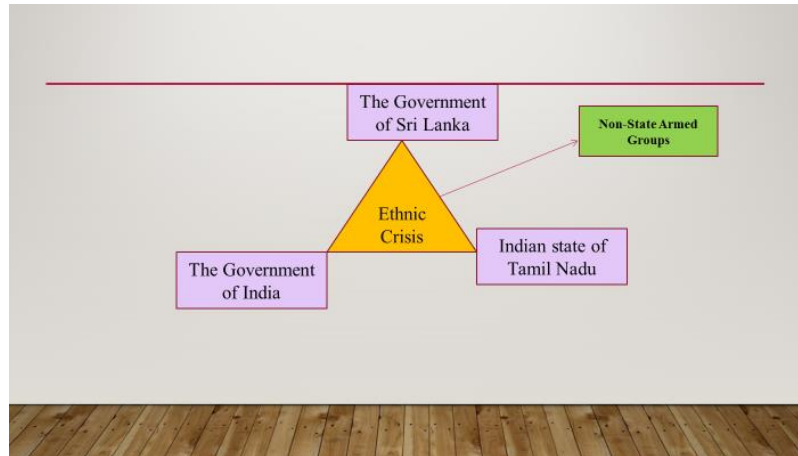 The Government
of Sri Lanka
Non-State Armed
Groups
Ethnic
Crisis
Indian state of
Tamil Nadu
The Government
of India